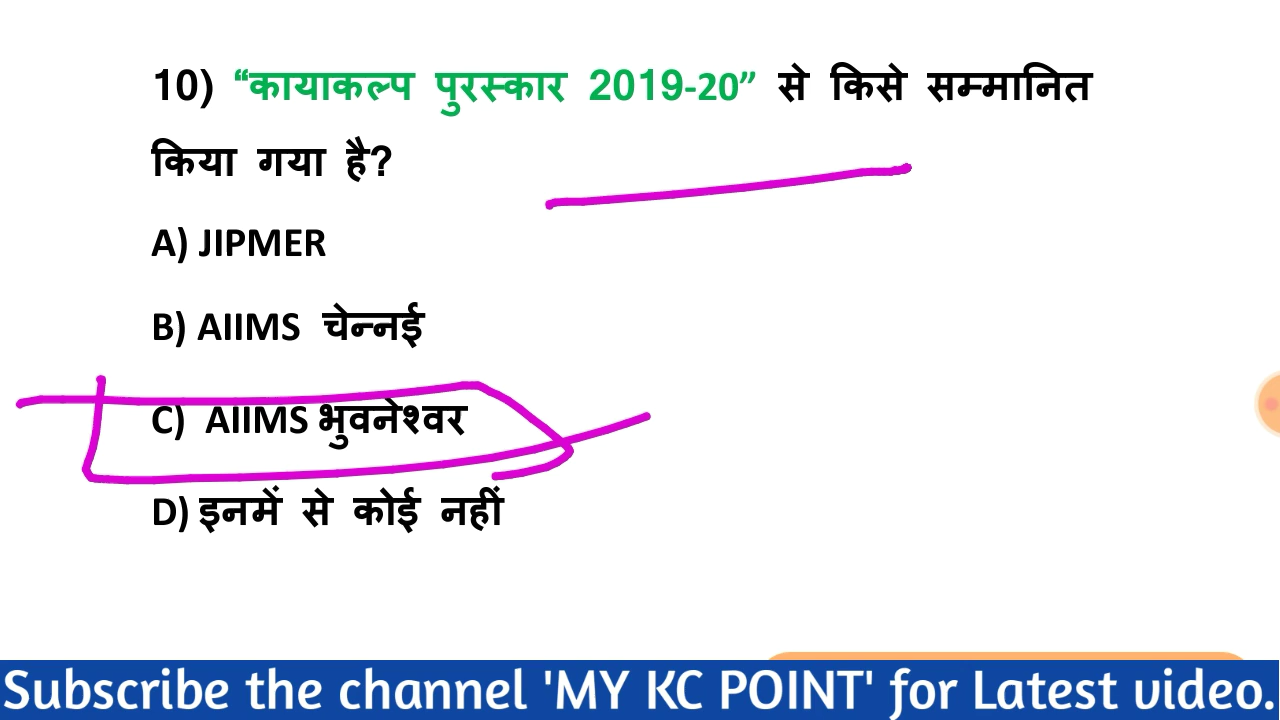 10) “कायाकल्प पुरस्कार 2019-20” से किसे सम्मानित
किया गया है?
A) JIPMER
B) AIIMS चेन्नई
C) AIIMS भुवनेश्वर
D) इनमें से कोई नहीं
Subscribe the channel 'MY KC POINT' for Latest video.